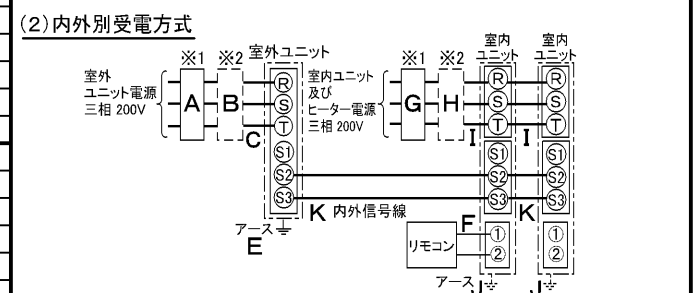 (2)内外別受電方式
※1 ※2 室外ユニット
室外
ユニット電源
三相 200V
A
B
C
R
S
T
S1
S2
S3
アース
E
※1 ※2
室内ユニット
及び
ヒーター電源
三相 200V
G
H
I
I
室内
ユニット
室内
ユニット
R
S
T
S1
S2
S3
R
S
T
S1
S2
S3
K 内外信号線
K
F
リモコン
①
②
①
②
アース
J
J